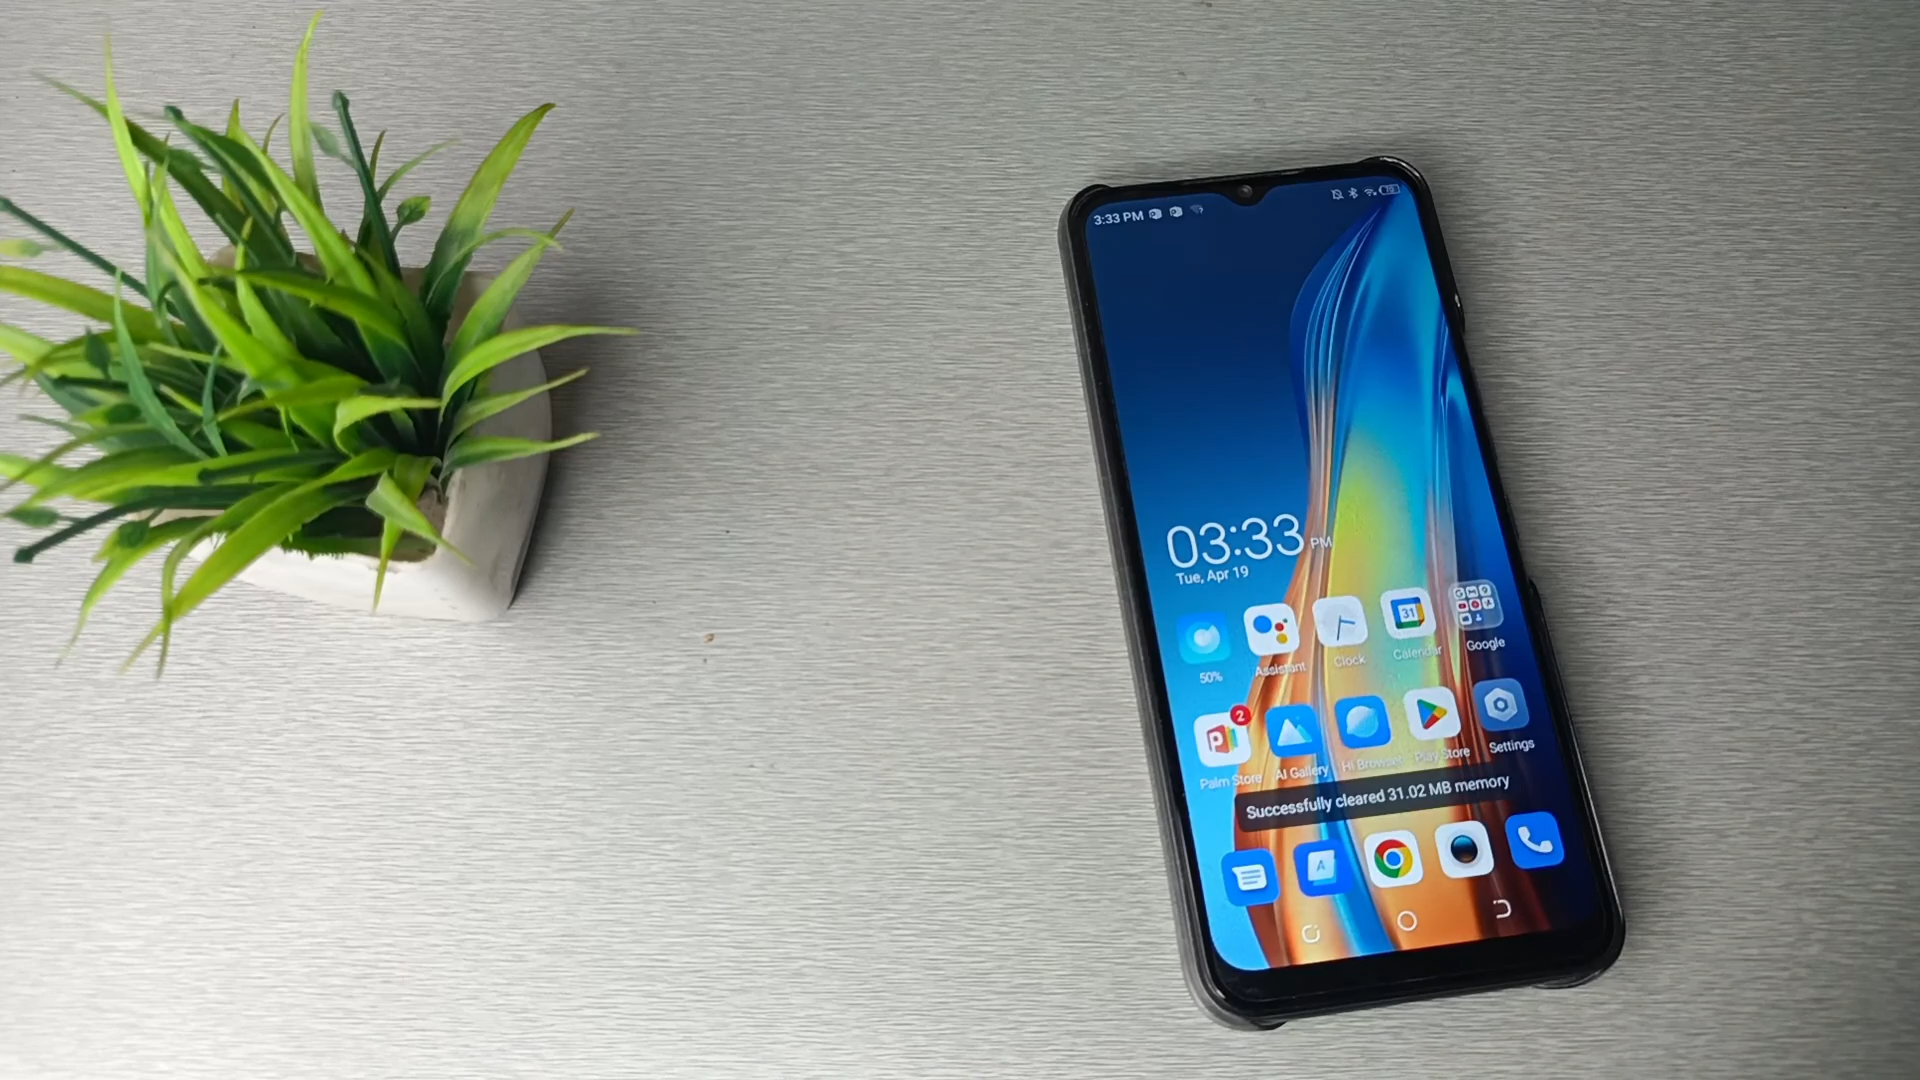 3:33 PM
03:33 PM
Tue, Apr 19
31
50% Assistant Clock Calendar Google
2
Palm Store AI Gallery Hi Browser Play Store Settings
Successfully cleared 31.02 MB memory
A